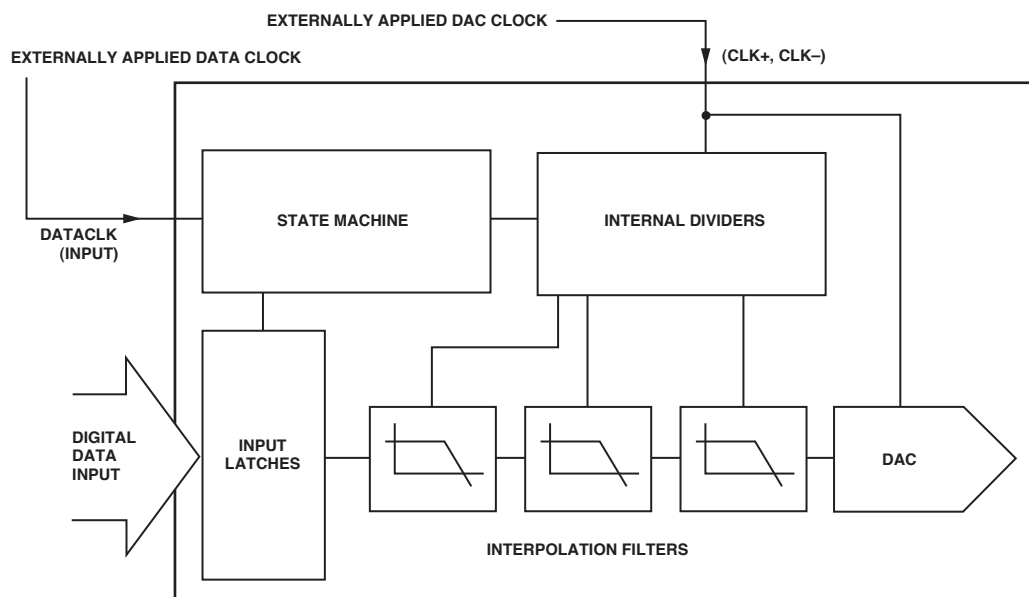 EXTERNALLY APPLIED DAC CLOCK
EXTERNALLY APPLIED DATA CLOCK
(CLK+, CLK–)
STATE MACHINE
INTERNAL DIVIDERS
DATACLK
(INPUT)
DIGITAL
DATA
INPUT
INPUT
LATCHES
DAC
INTERPOLATION FILTERS